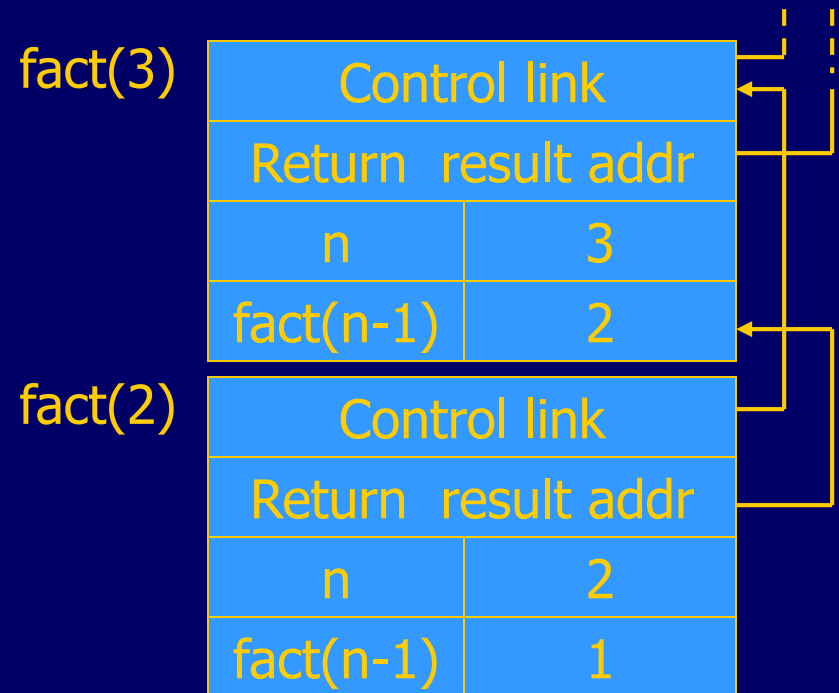 fact(3)
Control link
Return result addr
n 3
fact(n-1) 2
fact(2)
Control link
Return result addr
n 2
fact(n-1) 1